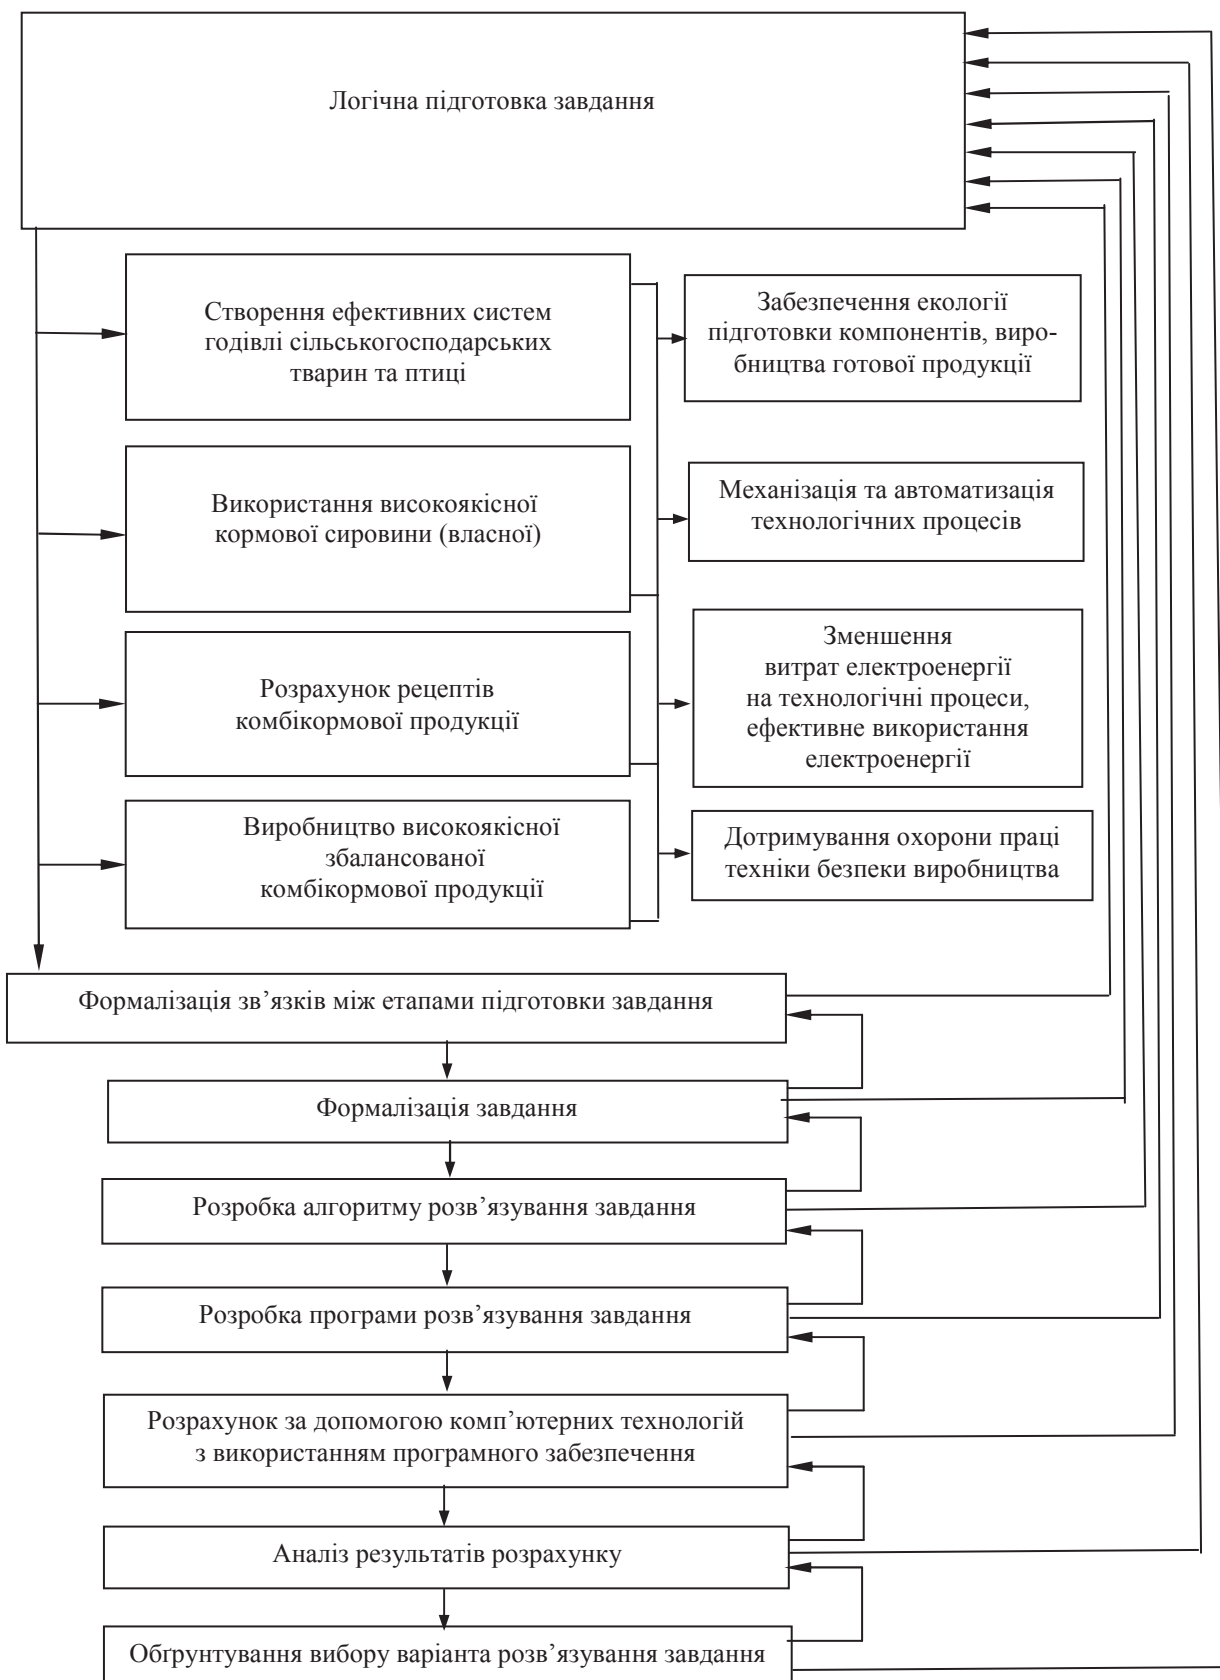 Логічна підготовка завдання
Створення ефективних систем
годівлі сільськогосподарських
тварин та птиці
Забезпечення екології
підготовки компонентів, виро-
бництва готової продукції
Використання високоякісної
кормової сировини (власної)
Механізація та автоматизація
технологічних процесів
Розрахунок рецептів
комбікормової продукції
Зменшення
витрат електроенергії
на технологічні процеси,
ефективне використання
електроенергії
Виробництво високоякісної
збалансованої
комбікормової продукції
Дотримування охорони праці
техніки безпеки виробництва
Формалізація зв’язків між етапами підготовки завдання
Формалізація завдання
Розробка алгоритму розв’язування завдання
Розробка програми розв’язування завдання
Розрахунок за допомогою комп’ютерних технологій
з використанням програмного забезпечення
Аналіз результатів розрахунку
Обґрунтування вибору варіанта розв’язування завдання